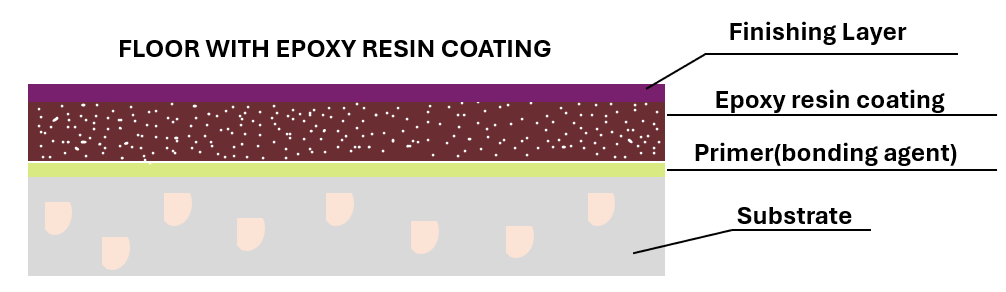 FLOOR WITH EPOXY RESIN COATING
Finishing Layer
Epoxy resin coating
Primer(bonding agent)
Substrate